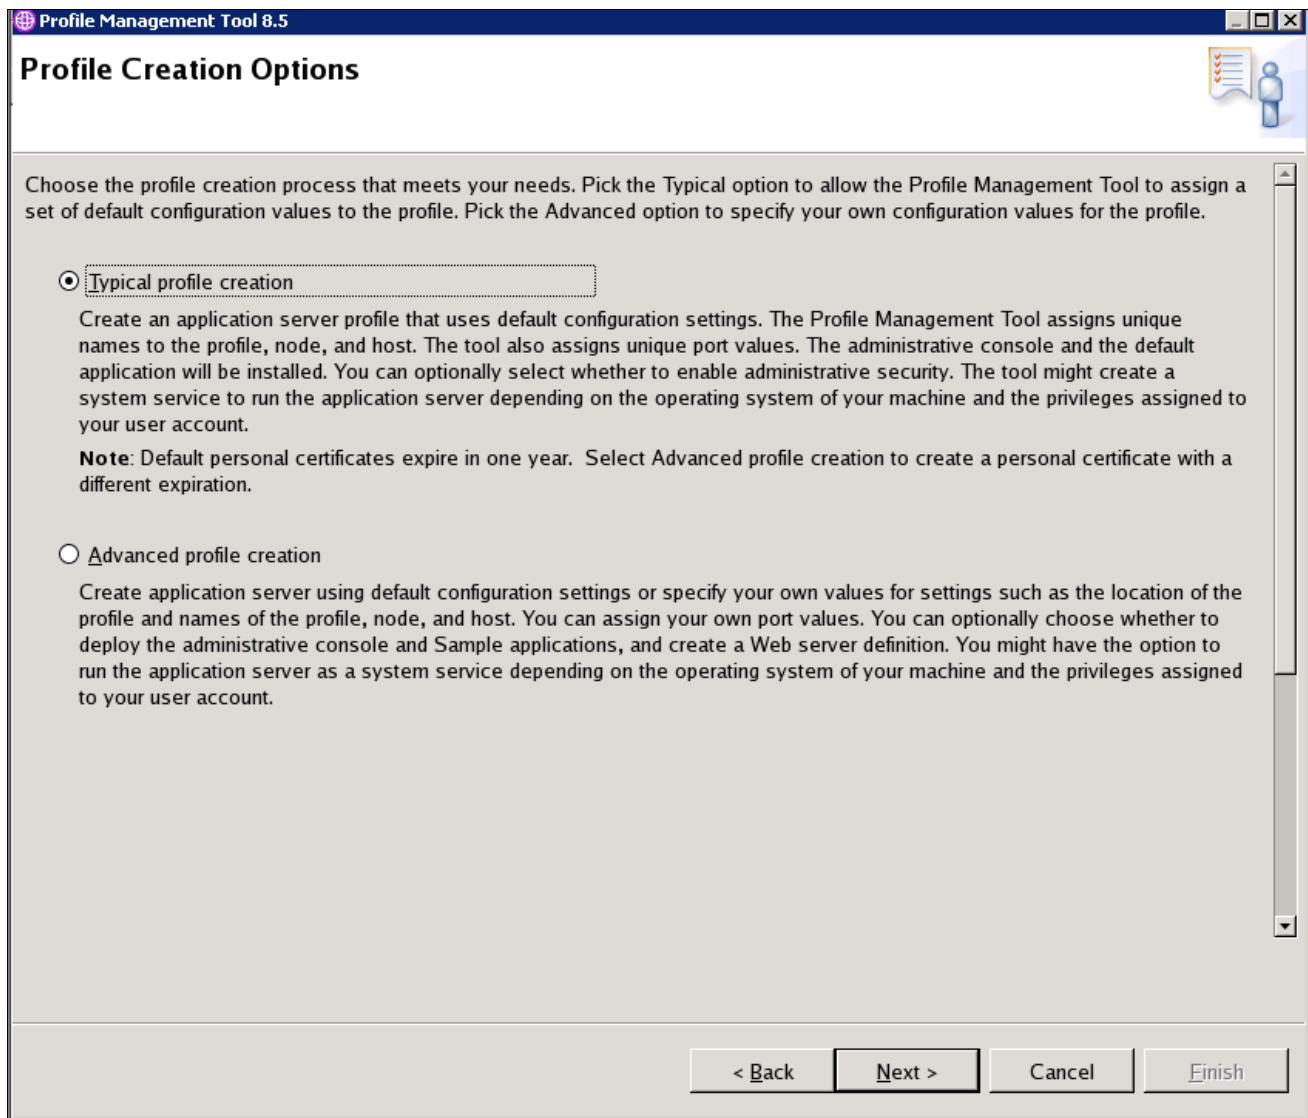 Profile Management Tool 8.5
Profile Creation Options
Choose the profile creation process that meets your needs. Pick the Typical option to allow the Profile Management Tool to assign a
set of default configuration values to the profile. Pick the Advanced option to specify your own configuration values for the profile.
Typical profile creation
Create an application server profile that uses default configuration settings. The Profile Management Tool assigns unique
names to the profile, node, and host. The tool also assigns unique port values. The administrative console and the default
application will be installed. You can optionally select whether to enable administrative security. The tool might create a
system service to run the application server depending on the operating system of your machine and the privileges assigned to
your user account.
Note: Default personal certificates expire in one year.  Select Advanced profile creation to create a personal certificate with a
different expiration.
Advanced profile creation
Create application server using default configuration settings or specify your own values for settings such as the location of the
profile and names of the profile, node, and host. You can assign your own port values. You can optionally choose whether to
deploy the administrative console and Sample applications, and create a Web server definition. You might have the option to
run the application server as a system service depending on the operating system of your machine and the privileges assigned
to your user account.
< Back Next > Cancel Finish